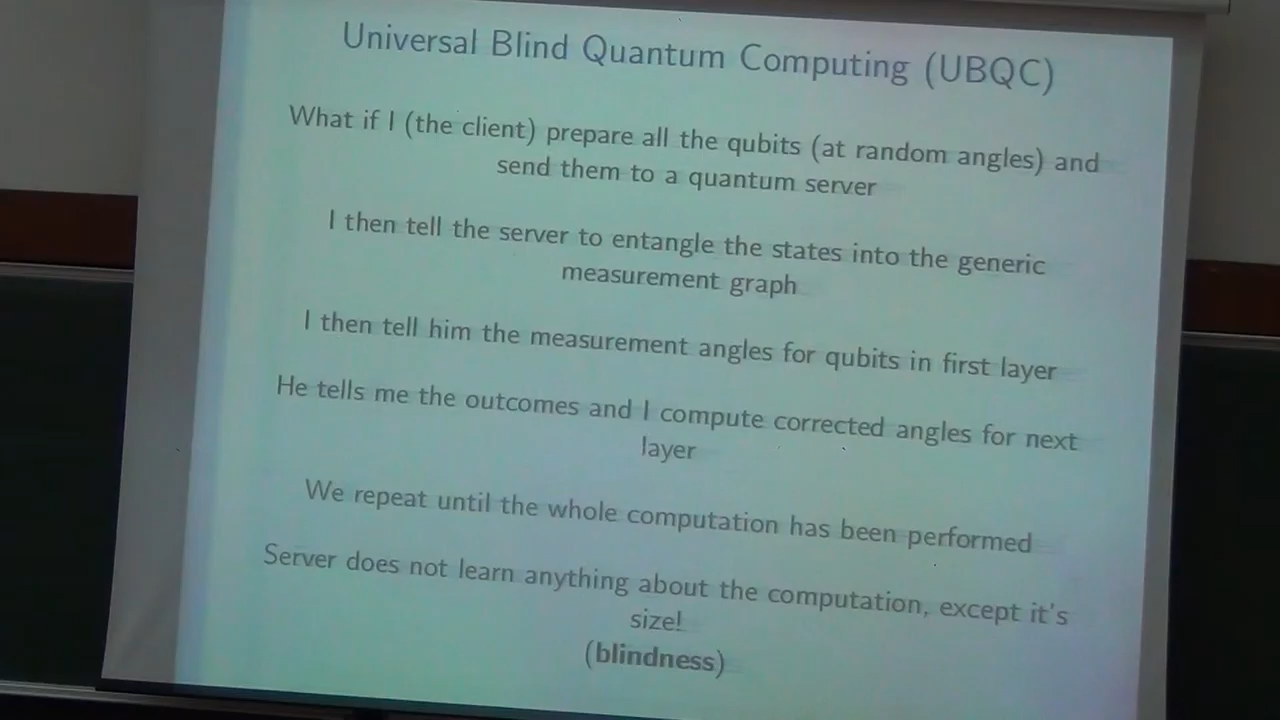 Universal Blind Quantum Computing (UBQC)
What if I (the client) prepare all the qubits (at random angles) and
send them to a quantum server
I then tell the server to entangle the states into the generic
measurement graph
I then tell him the measurement angles for qubits in first layer
He tells me the outcomes and I compute corrected angles for next
layer
We repeat until the whole computation has been performed
Server does not learn anything about the computation, except it's
size!
(blindness)